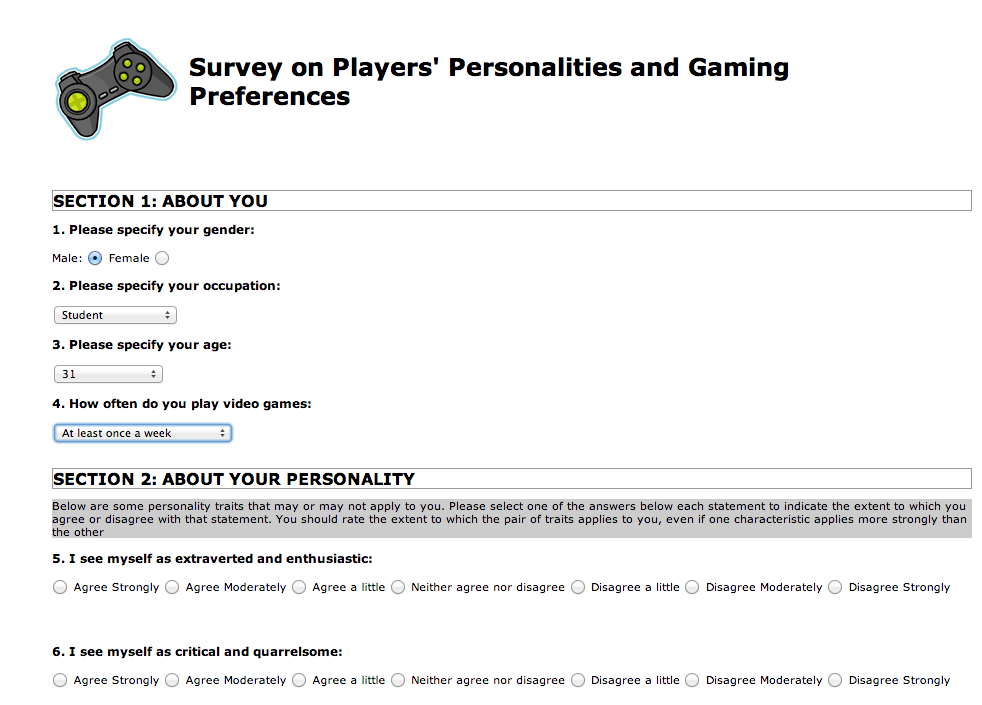 Survey on Players' Personalities and Gaming
Preferences
SECTION 1: ABOUT YOU
1. Please specify your gender:
Male: Female
2. Please specify your occupation:
Student
3. Please specify your age:
31
4. How often do you play video games:
At least once a week
SECTION 2: ABOUT YOUR PERSONALITY
Below are some personality traits that may or may not apply to you. Please select one of the answers below each statement to indicate the extent to which you
agree or disagree with that statement. You should rate the extent to which the pair of traits applies to you, even if one characteristic applies more strongly than
the other
5. I see myself as extraverted and enthusiastic:
Agree Strongly Agree Moderately Agree a little Neither agree nor disagree Disagree a little Disagree Moderately Disagree Strongly
6. I see myself as critical and quarrelsome:
Agree Strongly Agree Moderately Agree a little Neither agree nor disagree Disagree a little Disagree Moderately Disagree Strongly